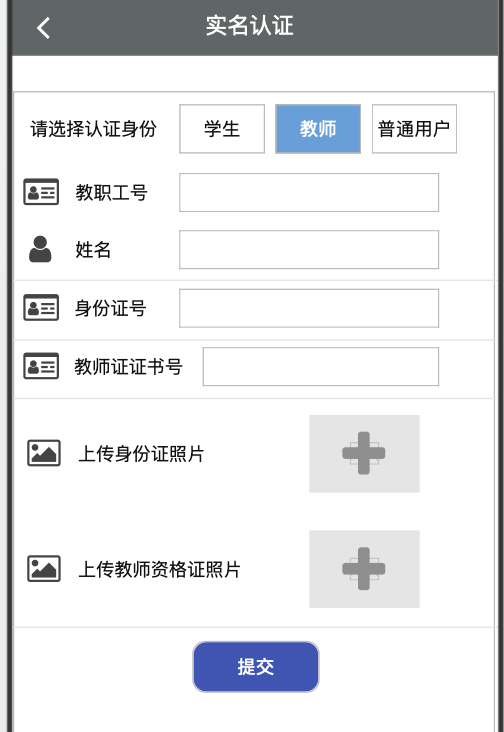 实名认证
请选择认证身份 学生 教师 普通用户
教职工号
姓名
身份证号
教师证证书号
上传身份证照片
上传教师资格证照片
提交